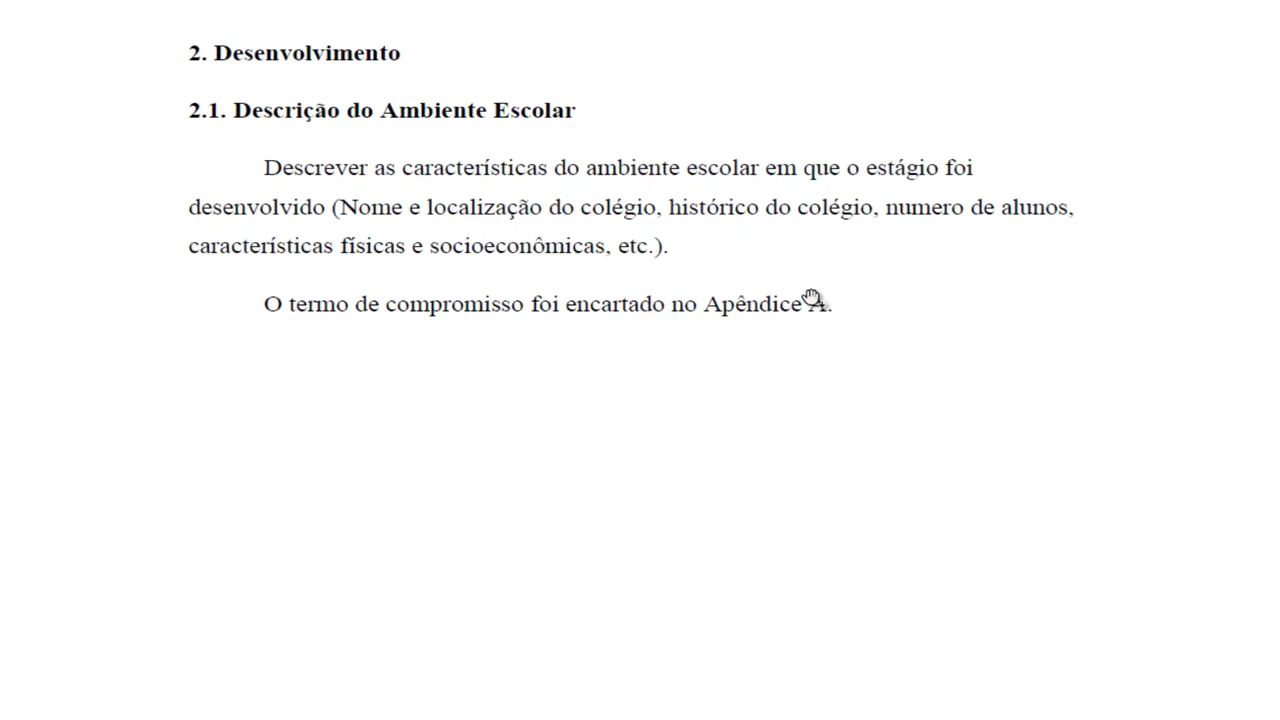 2. Desenvolvimento
2.1. Descrição do Ambiente Escolar
Descrever as características do ambiente escolar em que o estágio foi
desenvolvido (Nome e localização do colégio, histórico do colégio, numero de alunos,
características físicas e socioeconômicas, etc.).
O termo de compromisso foi encartado no Apêndice A.